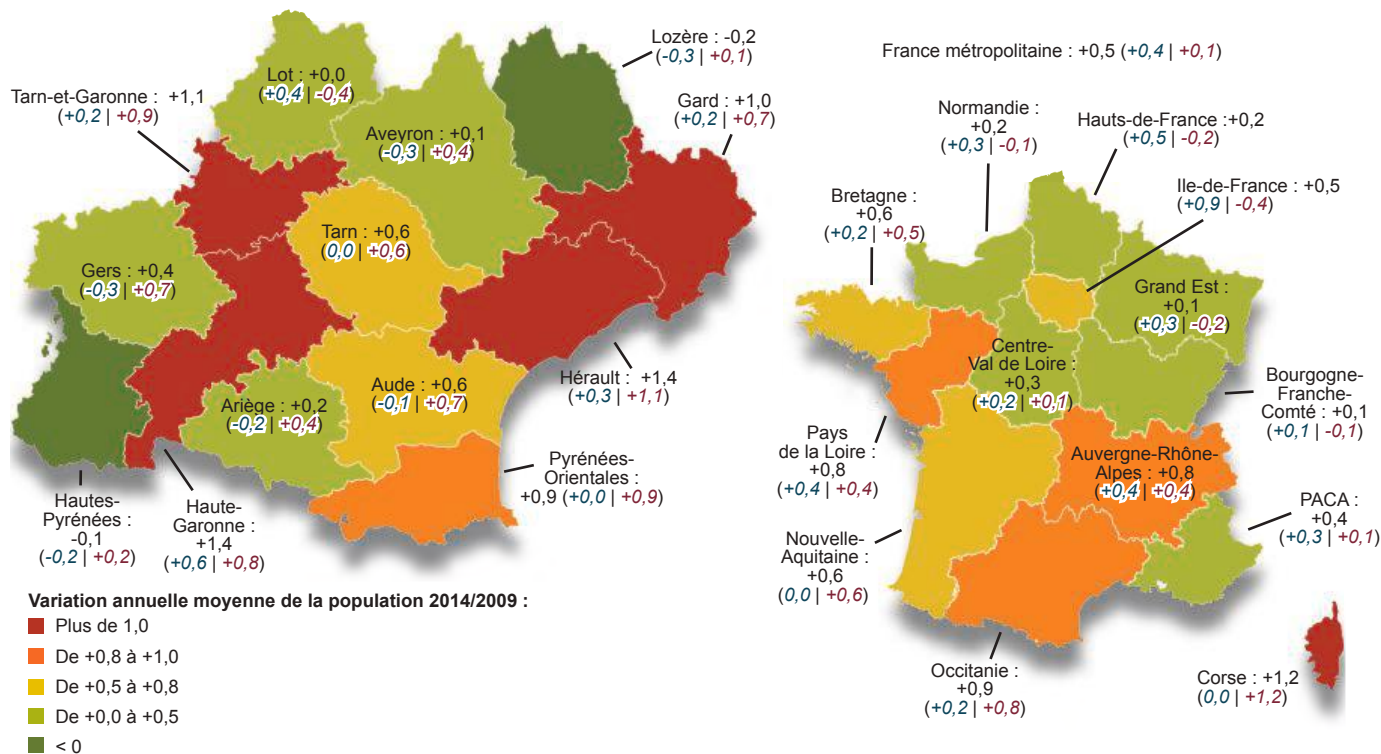 Lozère : -0,2
(-0,3 | +0,1)
Lot : +0,0
(+0,4 | -0,4)
Tarn-et-Garonne : +1,1
(+0,2 | +0,9)
Gard : +1,0
(+0,2 | +0,7)
Aveyron : +0,1
(-0,3 | +0,4)
Tarn : +0,6
(0,0 | +0,6)
Gers : +0,4
(-0,3 | +0,7)
Hérault : +1,4
(+0,3 | +1,1)
Aude : +0,6
(-0,1 | +0,7)
Ariège : +0,2
(-0,2 | +0,4)
Pyrénées-
Orientales :
+0,9 (+0,0 | +0,9)
Hautes-
Pyrénées :
-0,1
(-0,2 | +0,2)
Haute-
Garonne :
+1,4
(+0,6 | +0,8)
Variation annuelle moyenne de la population 2014/2009 :
Plus de 1,0
De +0,8 à +1,0
De +0,5 à +0,8
De +0,0 à +0,5
< 0
France métropolitaine : +0,5 (+0,4 | +0,1)
Normandie :
+0,2
(+0,3 | -0,1)
Hauts-de-France : +0,2
(+0,5 | -0,2)
Ile-de-France : +0,5
(+0,9 | -0,4)
Bretagne :
+0,6
(+0,2 | +0,5)
Grand Est :
+0,1
(+0,3 | -0,2)
Centre-
Val de Loire :
+0,3
(+0,2 | +0,1)
Bourgogne-
Franche-
Comté : +0,1
(+0,1 | -0,1)
Pays
de la Loire :
+0,8
(+0,4 | +0,4)
Auvergne-Rhône-
Alpes : +0,8
(+0,4 | +0,4)
PACA :
+0,4
(+0,3 | +0,1)
Nouvelle-
Aquitaine :
+0,6
(0,0 | +0,6)
Occitanie :
+0,9
(+0,2 | +0,8)
Corse : +1,2
(0,0 | +1,2)